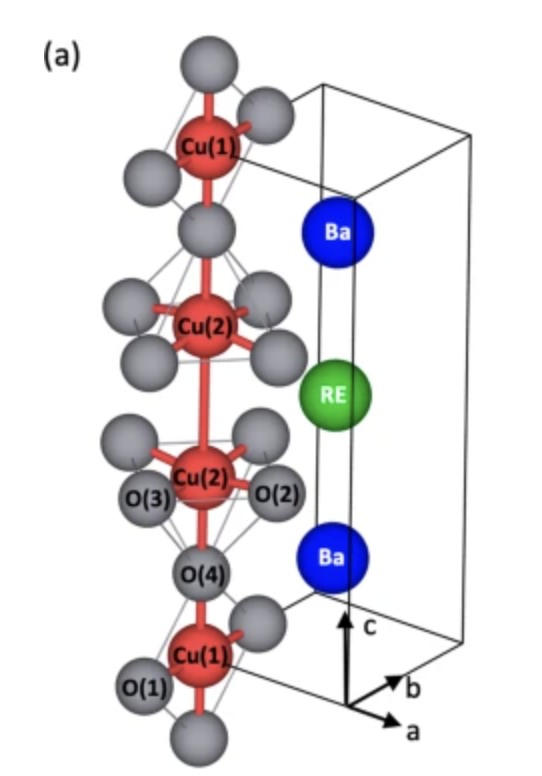 (a)
Cu(1)
Ba
Cu(2)
RE
Cu(2)
O(3)
O(2)
Ba
O(4)
c
Cu(1)
O(1)
b
a